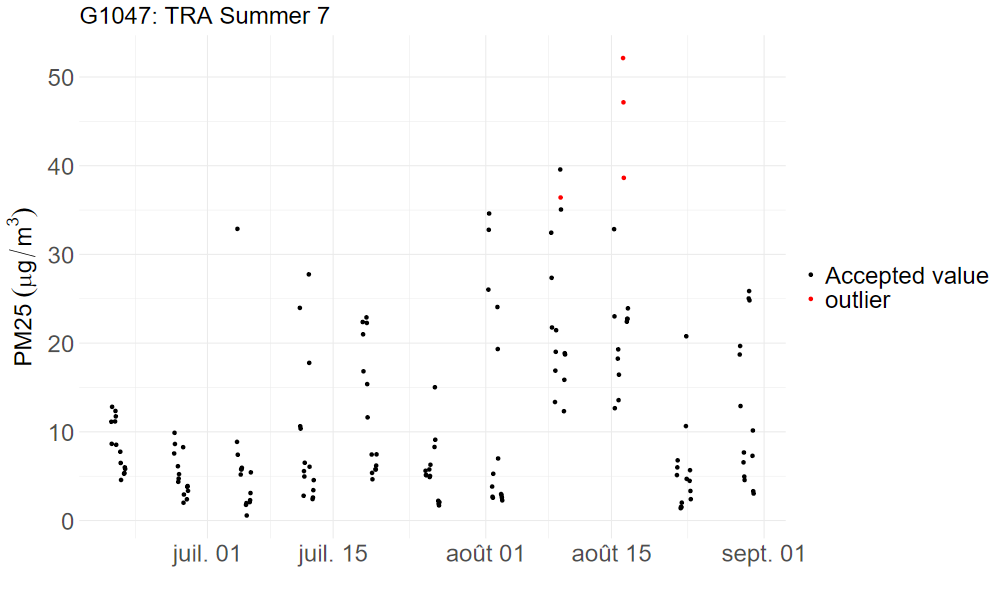 G1047: TRA Summer 7
PM25 (μg/m³)
50
40
30
20
10
0
juil. 01
juil. 15
août 01
août 15
sept. 01
Accepted value
outlier